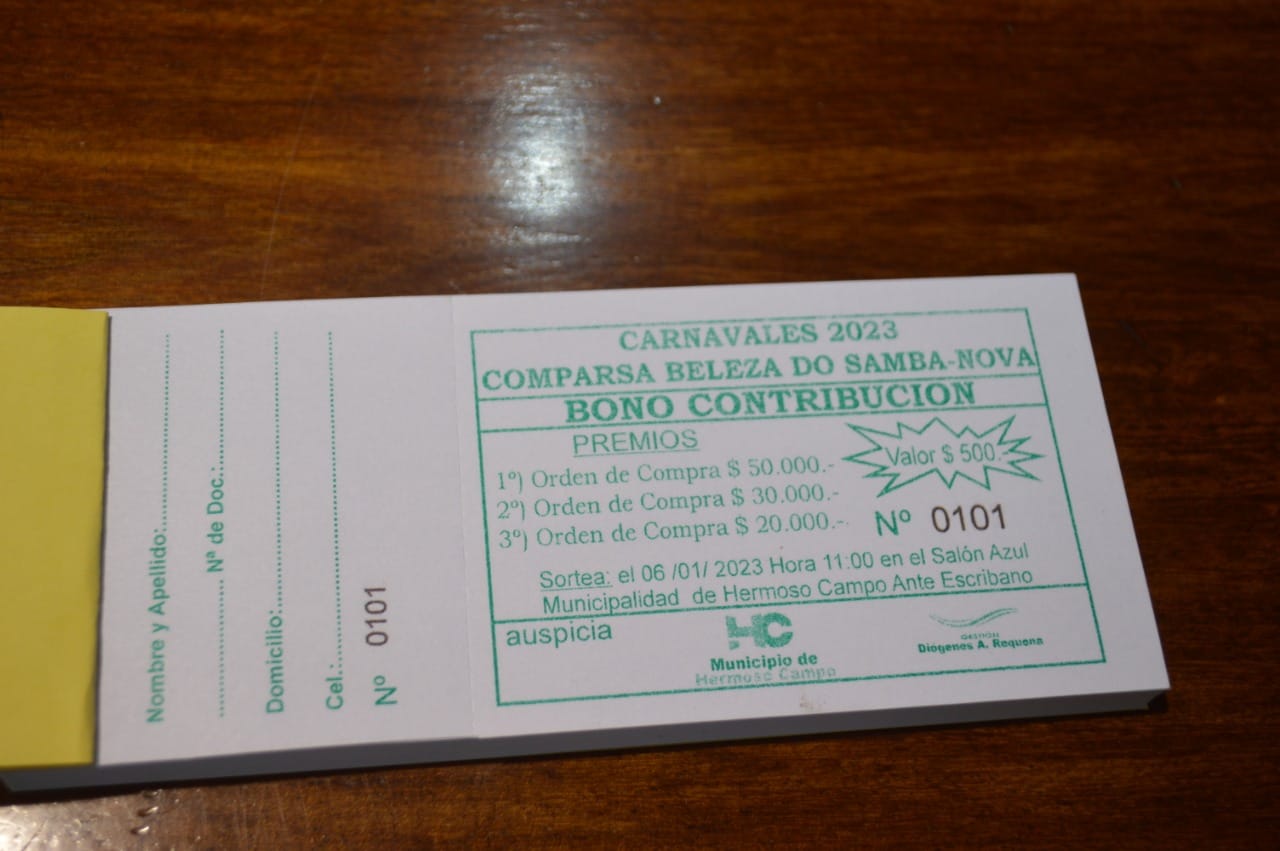 Nombre y Apellido:....................
.................... Nª de Doc.:....................
Domicilio:....................
Cel.:....................
Nº 0101
CARNAVALES 2023
COMPARSA BELEZA DO SAMBA-NOVA
BONO CONTRIBUCION
PREMIOS
1º) Orden de Compra $ 50.000.-
2º) Orden de Compra $ 30.000.-
3º) Orden de Compra $ 20.000.-
Valor $ 500.-
Nº 0101
Sortea: el 06 /01/ 2023 Hora 11:00 en el Salón Azul
Municipalidad de Hermoso Campo Ante Escribano
auspicia
HC
Municipio de
Hermoso Campo
GESTIÓN
Diógenes A. Requena